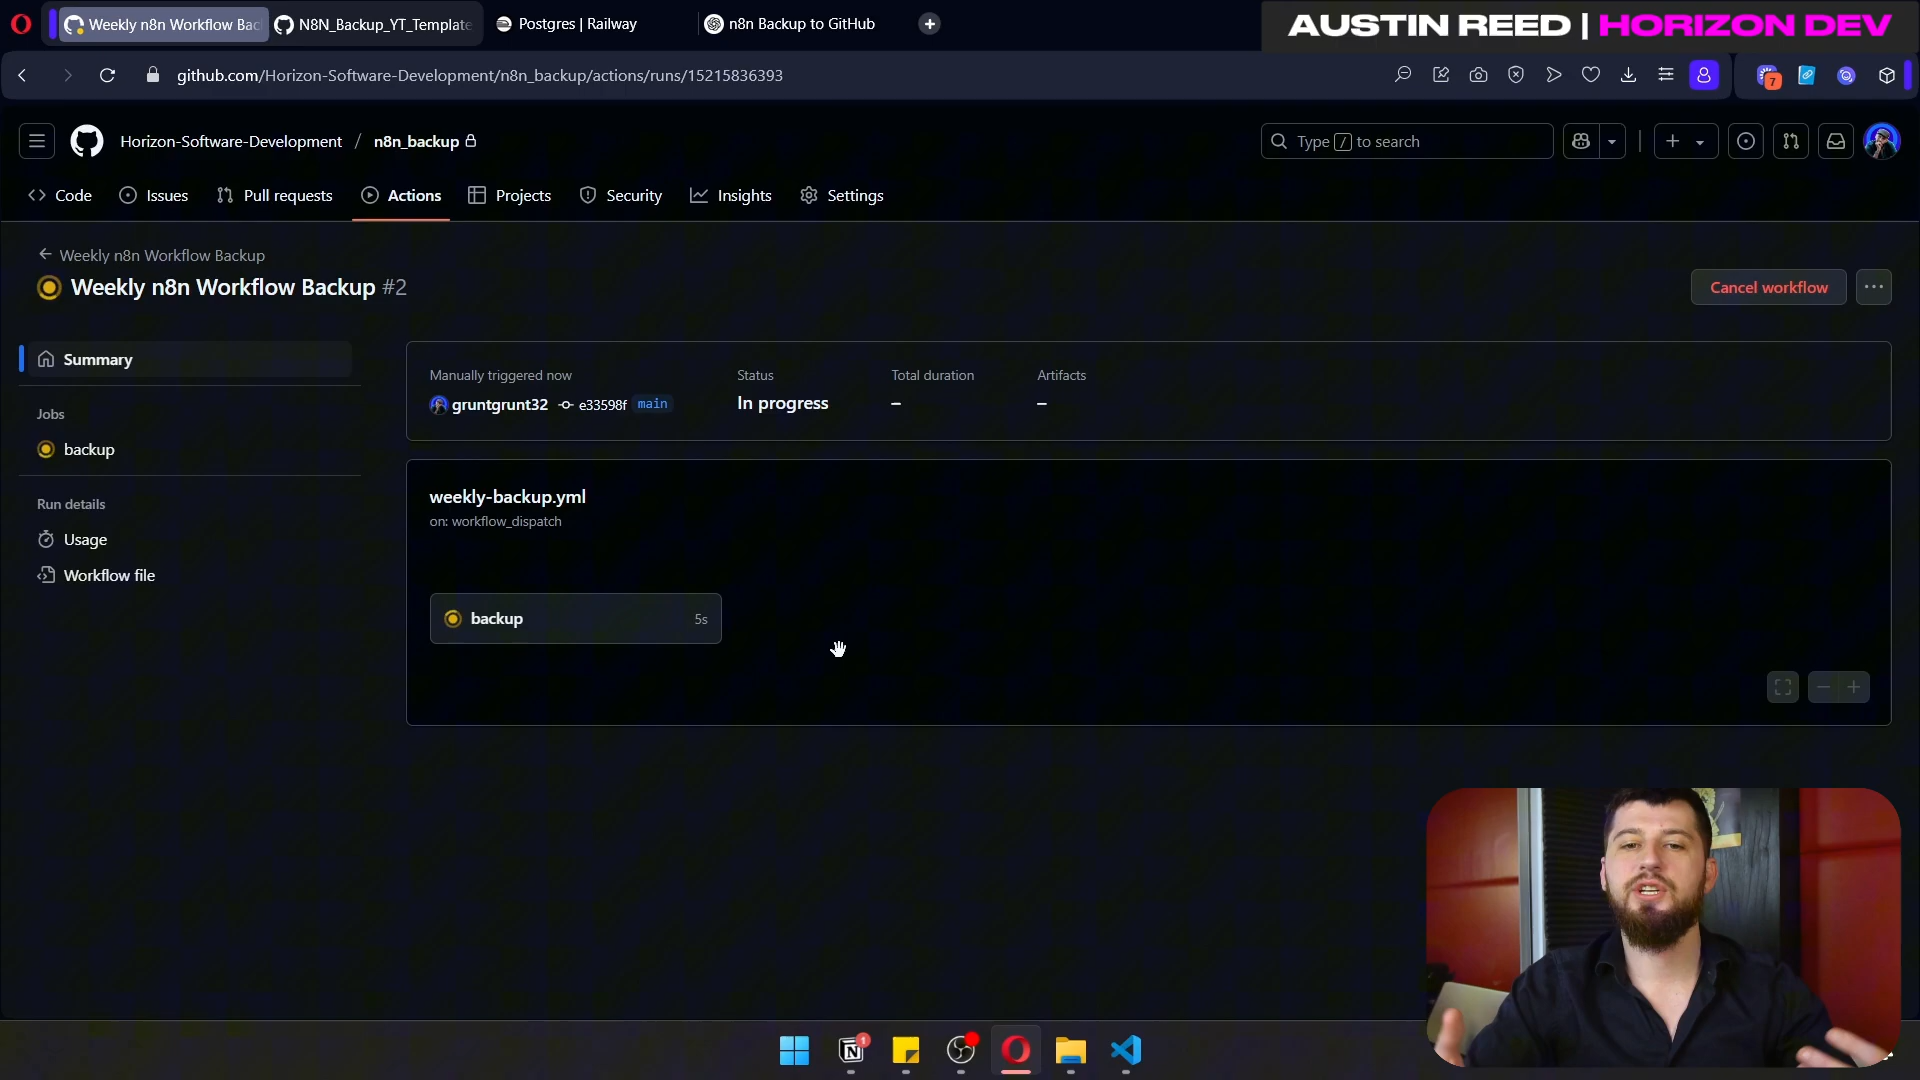 Weekly n8n Workflow Bac
N8N_Backup_YT_Template
Postgres | Railway
n8n Backup to GitHub
AUSTIN REED | HORIZON DEV
github.com/Horizon-Software-Development/n8n_backup/actions/runs/15215836393
7
Horizon-Software-Development / n8n_backup
Type / to search
Code
Issues
Pull requests
Actions
Projects
Security
Insights
Settings
Weekly n8n Workflow Backup
Weekly n8n Workflow Backup #2
Cancel workflow
Summary
Jobs
backup
Run details
Usage
Workflow file
Manually triggered now
gruntgrunt32 e33598f main
Status
In progress
Total duration
–
Artifacts
–
weekly-backup.yml
on: workflow_dispatch
backup 5s
1